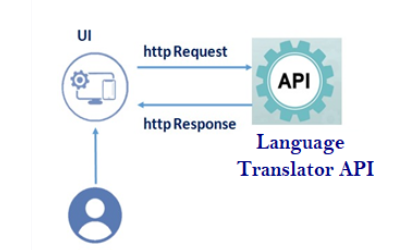 UI
http Request
API
http Response
Language
Translator API